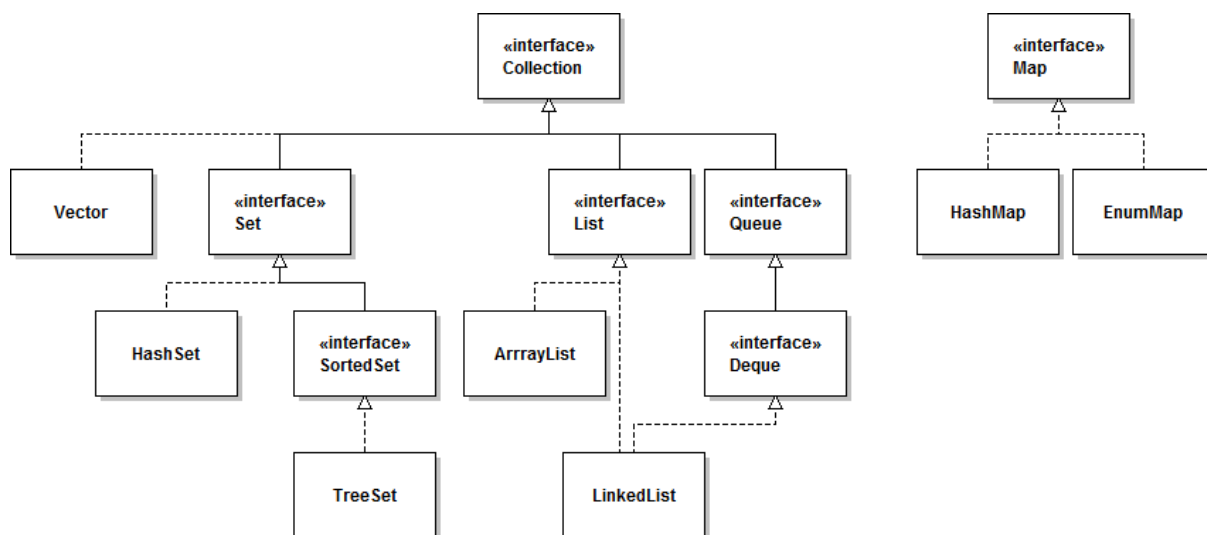 «interface»
Collection
«interface»
Map
Vector
«interface»
Set
«interface»
List
«interface»
Queue
HashMap
EnumMap
HashSet
«interface»
SortedSet
ArrrayList
«interface»
Deque
TreeSet
LinkedList